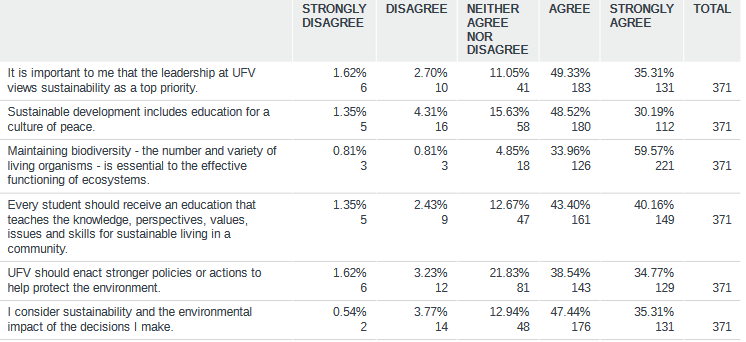 STRONGLY DISAGREE NEITHER AGREE STRONGLY TOTAL
DISAGREE AGREE AGREE
NOR
DISAGREE
It is important to me that the leadership at UFV 1.62% 2.70% 11.05% 49.33% 35.31%
views sustainability as a top priority. 6 10 41 183 131 371
Sustainable development includes education for a 1.35% 4.31% 15.63% 48.52% 30.19%
culture of peace. 5 16 58 180 112 371
Maintaining biodiversity - the number and variety of 0.81% 0.81% 4.85% 33.96% 59.57%
living organisms - is essential to the effective 3 3 18 126 221 371
functioning of ecosystems.
Every student should receive an education that 1.35% 2.43% 12.67% 43.40% 40.16%
teaches the knowledge, perspectives, values, 5 9 47 161 149 371
issues and skills for sustainable living in a
community.
UFV should enact stronger policies or actions to 1.62% 3.23% 21.83% 38.54% 34.77%
help protect the environment. 6 12 81 143 129 371
I consider sustainability and the environmental 0.54% 3.77% 12.94% 47.44% 35.31%
impact of the decisions I make. 2 14 48 176 131 371